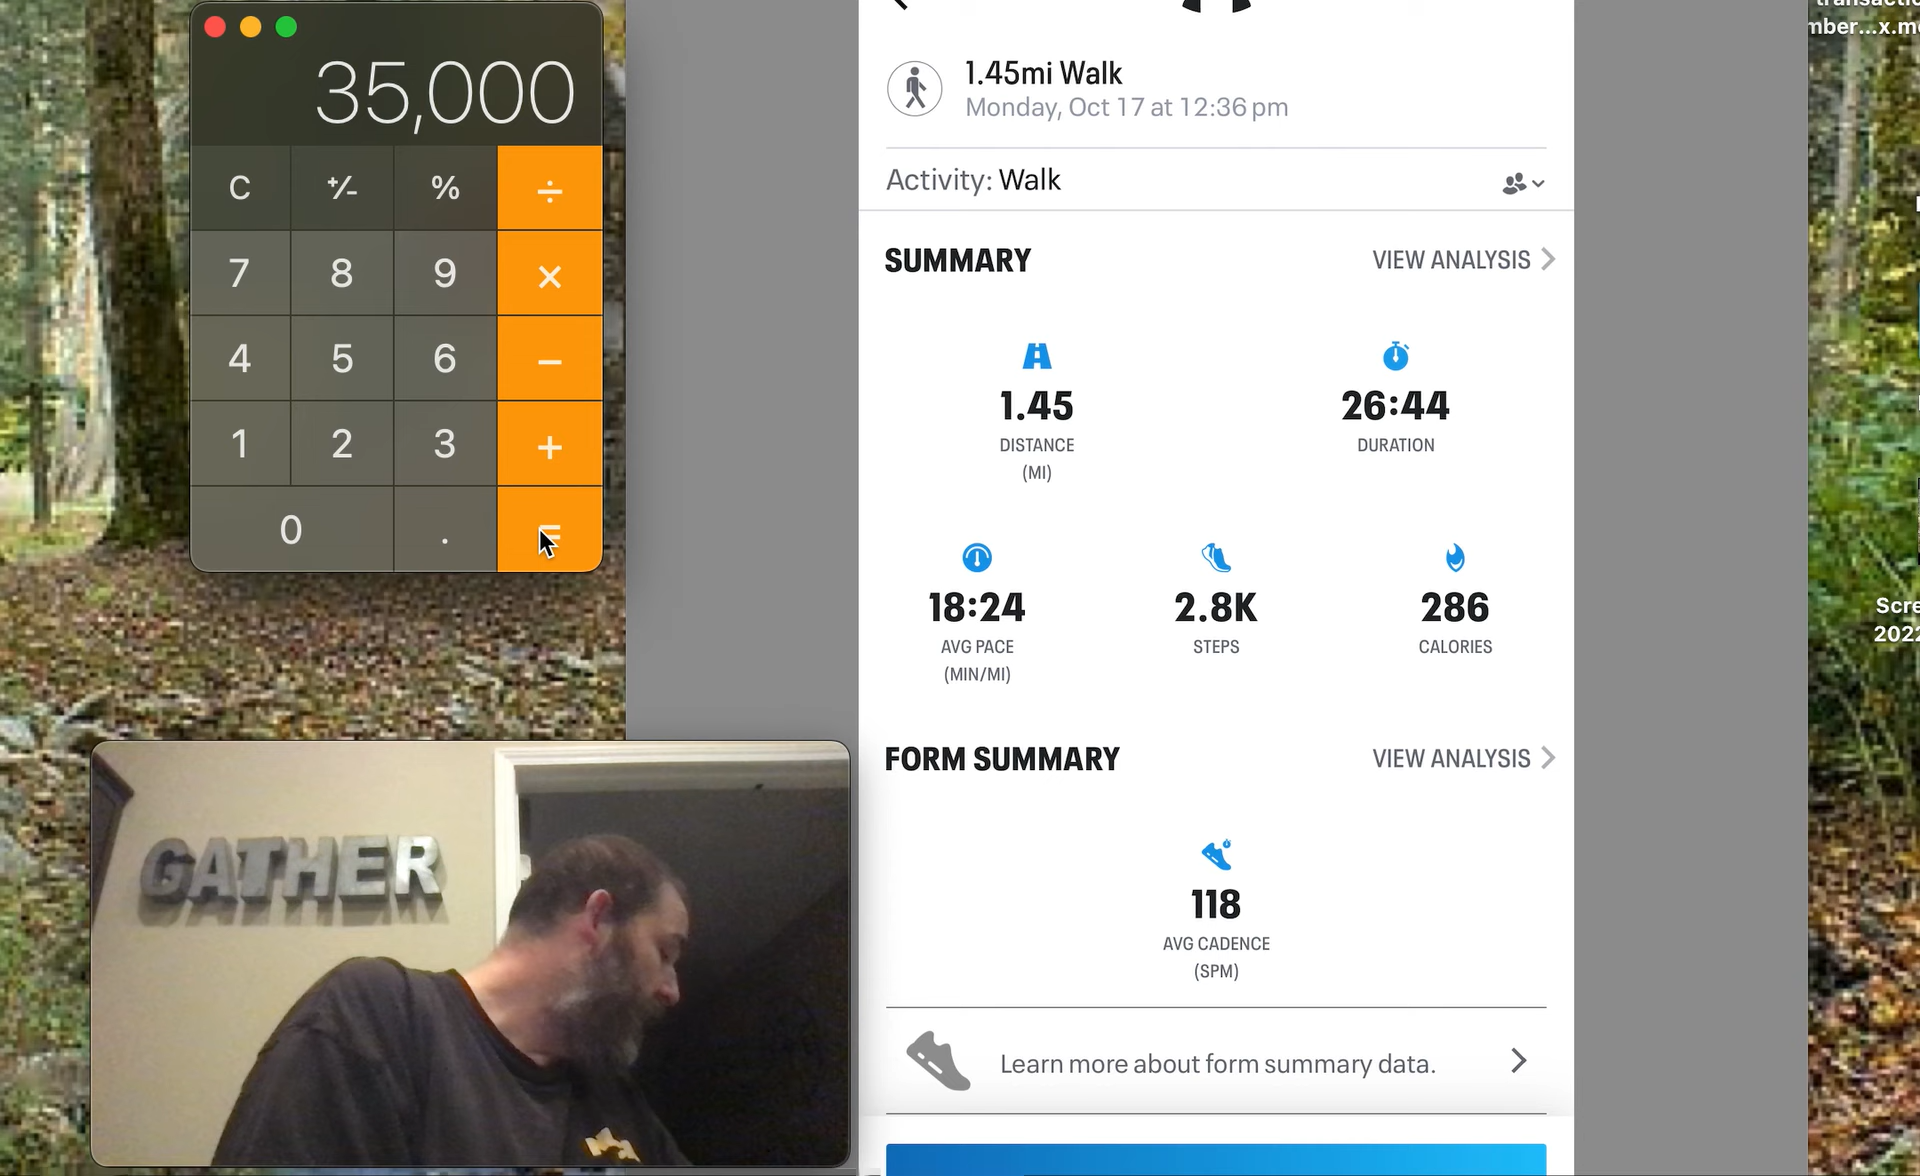 35,000
C +/- % ÷
7 8 9 ×
4 5 6 −
1 2 3 +
0 . =
1.45mi Walk
Monday, Oct 17 at 12:36 pm
Activity: Walk
SUMMARY
VIEW ANALYSIS
1.45
DISTANCE
(MI)
26:44
DURATION
18:24
AVG PACE
(MIN/MI)
2.8K
STEPS
286
CALORIES
FORM SUMMARY
VIEW ANALYSIS
118
AVG CADENCE
(SPM)
Learn more about form summary data.
GATHER
mber...x.m
Scre
2022